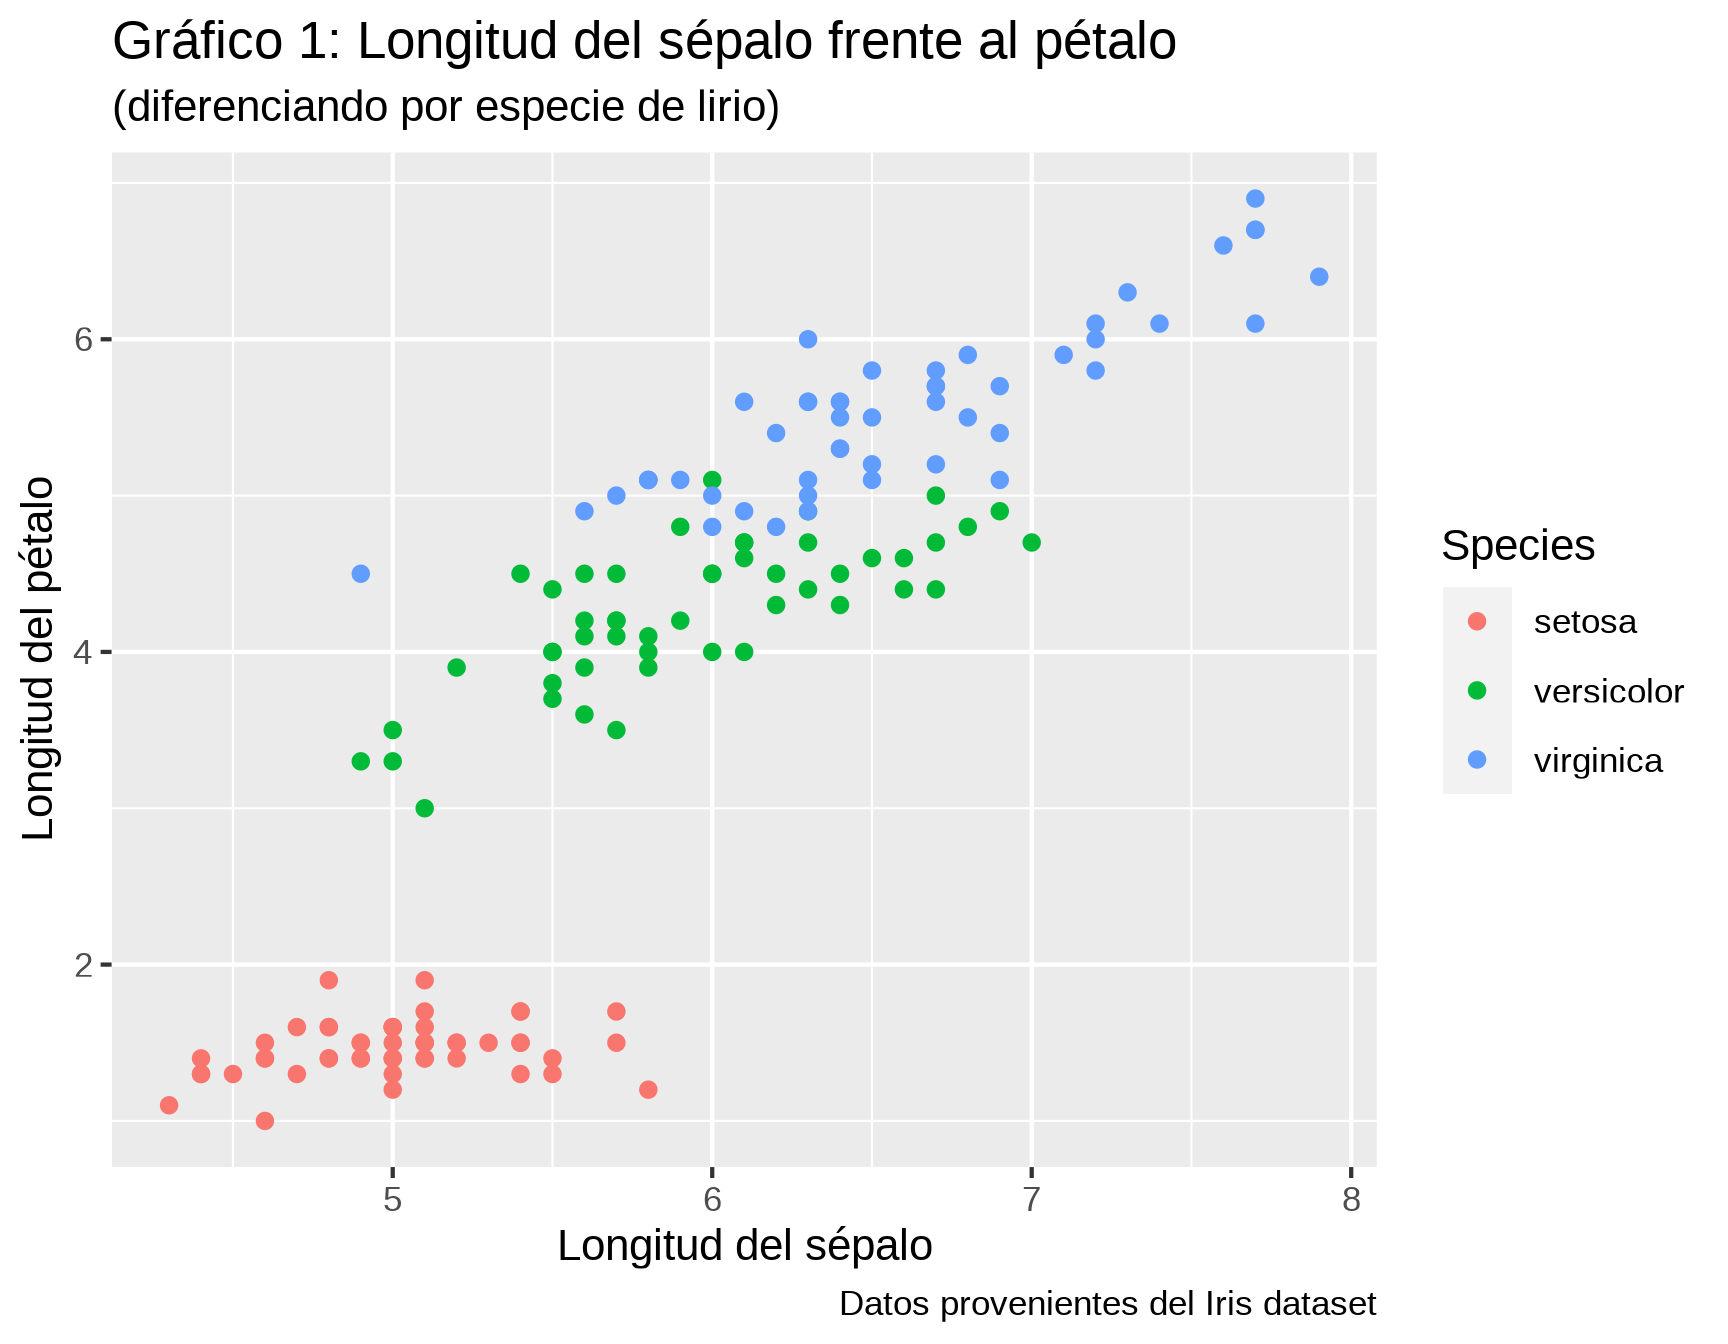 Gráfico 1: Longitud del sépalo frente al pétalo
(diferenciando por especie de lirio)
Longitud del pétalo
6
4
2
5
6
7
8
Longitud del sépalo
Species
setosa
versicolor
virginica
Datos provenientes del Iris dataset